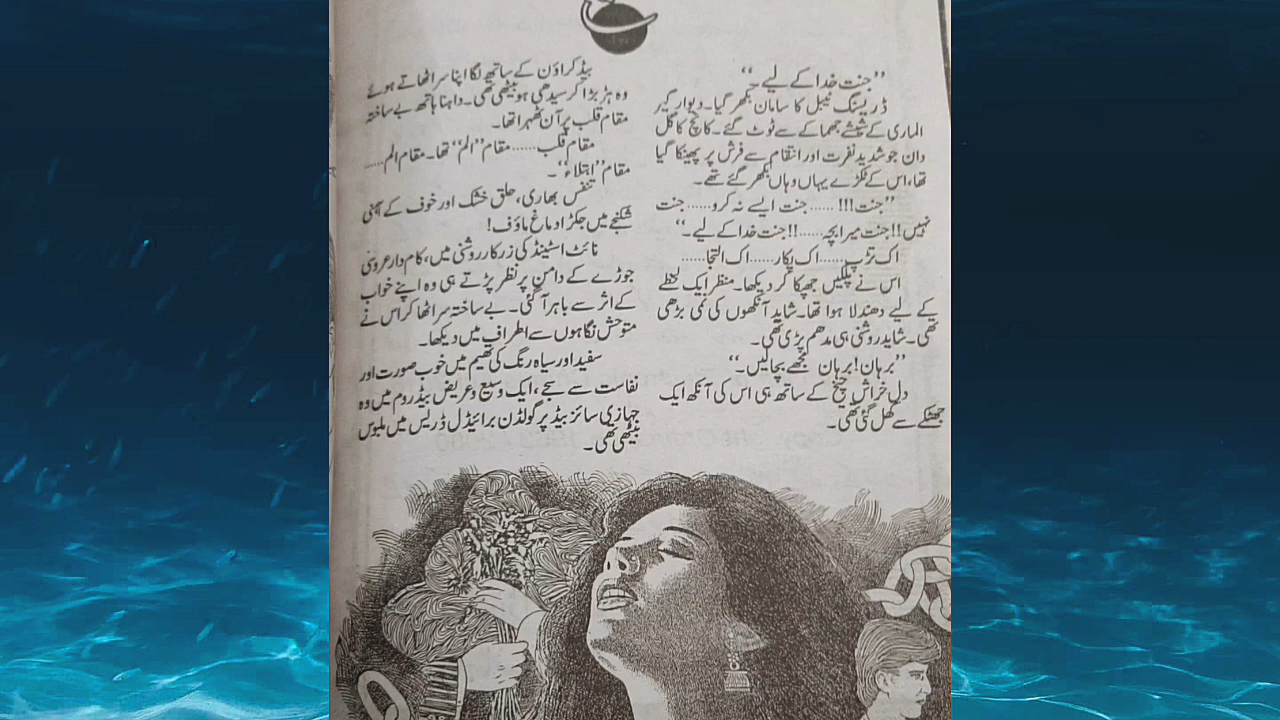 ”جنت خدا کے لیے۔“
ڈریسنگ ٹیبل کا سامان بکھر گیا۔ دیوار گیر
الماری کے شیشے جھماکے سے ٹوٹ گئے۔ کانچ کا گل
دان جو شدید نفرت اور انتقام سے فرش پر پھینکا گیا
تھا، اس کے ٹکڑے یہاں وہاں بکھر گئے تھے۔
”جنت!!! ...... جنت ایسے نہ کرو ...... جنت
نہیں!! جنت میرا بچہ ...... !! جنت خدا کے لیے۔“
اک تڑپ ...... اک پکار ...... اک التجا ......
اس نے پلکیں جھپکا کر دیکھا۔ منظر ایک لحظے
کے لیے دھندلا ہوا تھا۔ شاید آنکھوں کی نمی بڑھی
تھی۔ شاید روشنی ہی مدھم پڑی تھی۔
”برہان! برہان مجھے بچالیں۔“
دل خراش چیخ کے ساتھ ہی اس کی آنکھ ایک
جھٹکے سے کھل گئی تھی۔
بیڈ کراؤن کے ساتھ لگا اپنا سر اٹھاتے ہوئے
وہ ہڑبڑا کر سیدھی ہو بیٹھی تھی۔ داہنا ہاتھ بے ساختہ
مقام قلب پر آن ٹھہرا تھا۔
مقام قلب ...... مقام ”الم“ تھا۔ مقام الم ......
مقام ”ابتلاء“۔
تنفس بھاری، حلق خشک اور خوف کے آہنی
شکنجے میں جکڑا دماغ ماؤف!
نائٹ اسٹینڈ کی زرکار روشنی میں، کام دار عروسی
جوڑے کے دامن پر نظر پڑتے ہی وہ اپنے خواب
کے اثر سے باہر آ گئی۔ بے ساختہ سر اٹھا کر اس نے
متوحش نگاہوں سے اطراف میں دیکھا۔
سفید اور سیاہ رنگ کی تھیم میں خوب صورت اور
نفاست سے سجے، ایک وسیع و عریض بیڈ روم میں وہ
جہازی سائز بیڈ پر گولڈن برائیڈل ڈریس میں ملبوس
بیٹھی تھی۔